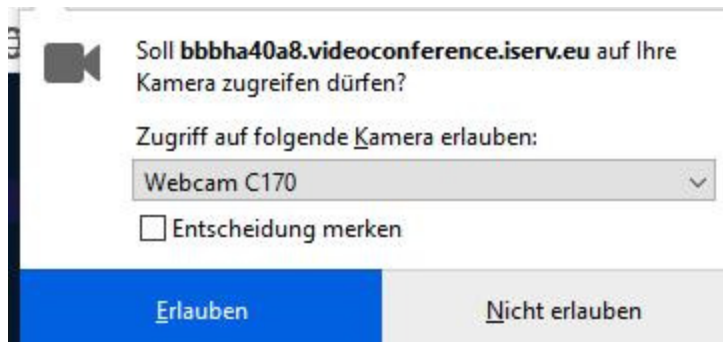 Soll bbbha40a8.videoconference.iserv.eu auf Ihre
Kamera zugreifen dürfen?
Zugriff auf folgende Kamera erlauben:
Webcam C170
Entscheidung merken
Erlauben
Nicht erlauben